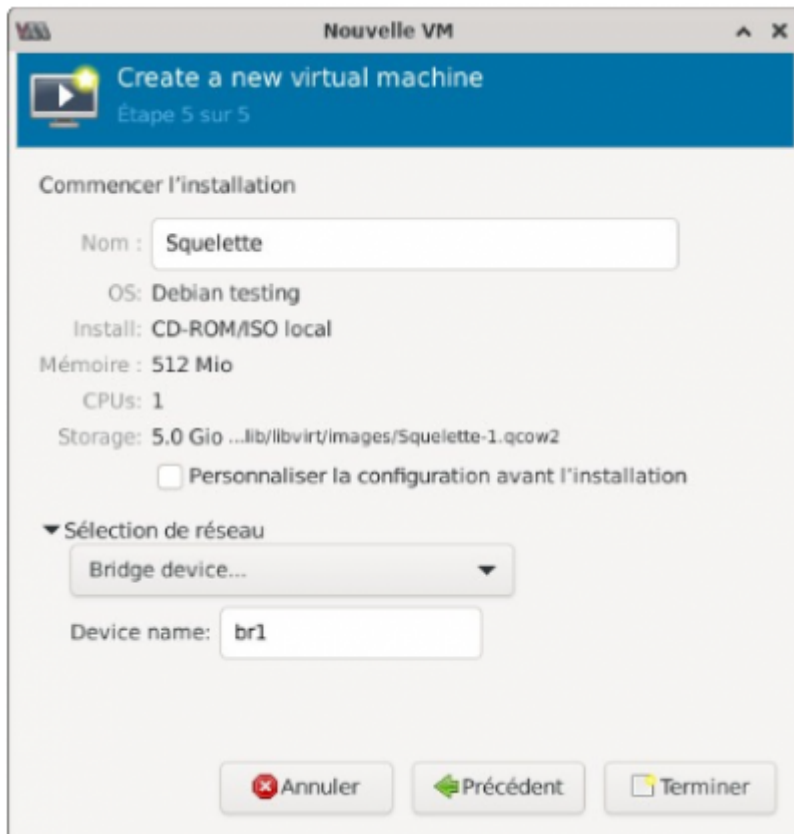 Nouvelle VM
Create a new virtual machine
Étape 5 sur 5
Commencer l'installation
Nom : Squelette
OS: Debian testing
Install: CD-ROM/ISO local
Mémoire : 512 Mio
CPUs: 1
Storage: 5.0 Gio ...lib/libvirt/images/Squelette-1.qcow2
Personnaliser la configuration avant l'installation
Sélection de réseau
Bridge device...
Device name: br1
Annuler Précédent Terminer